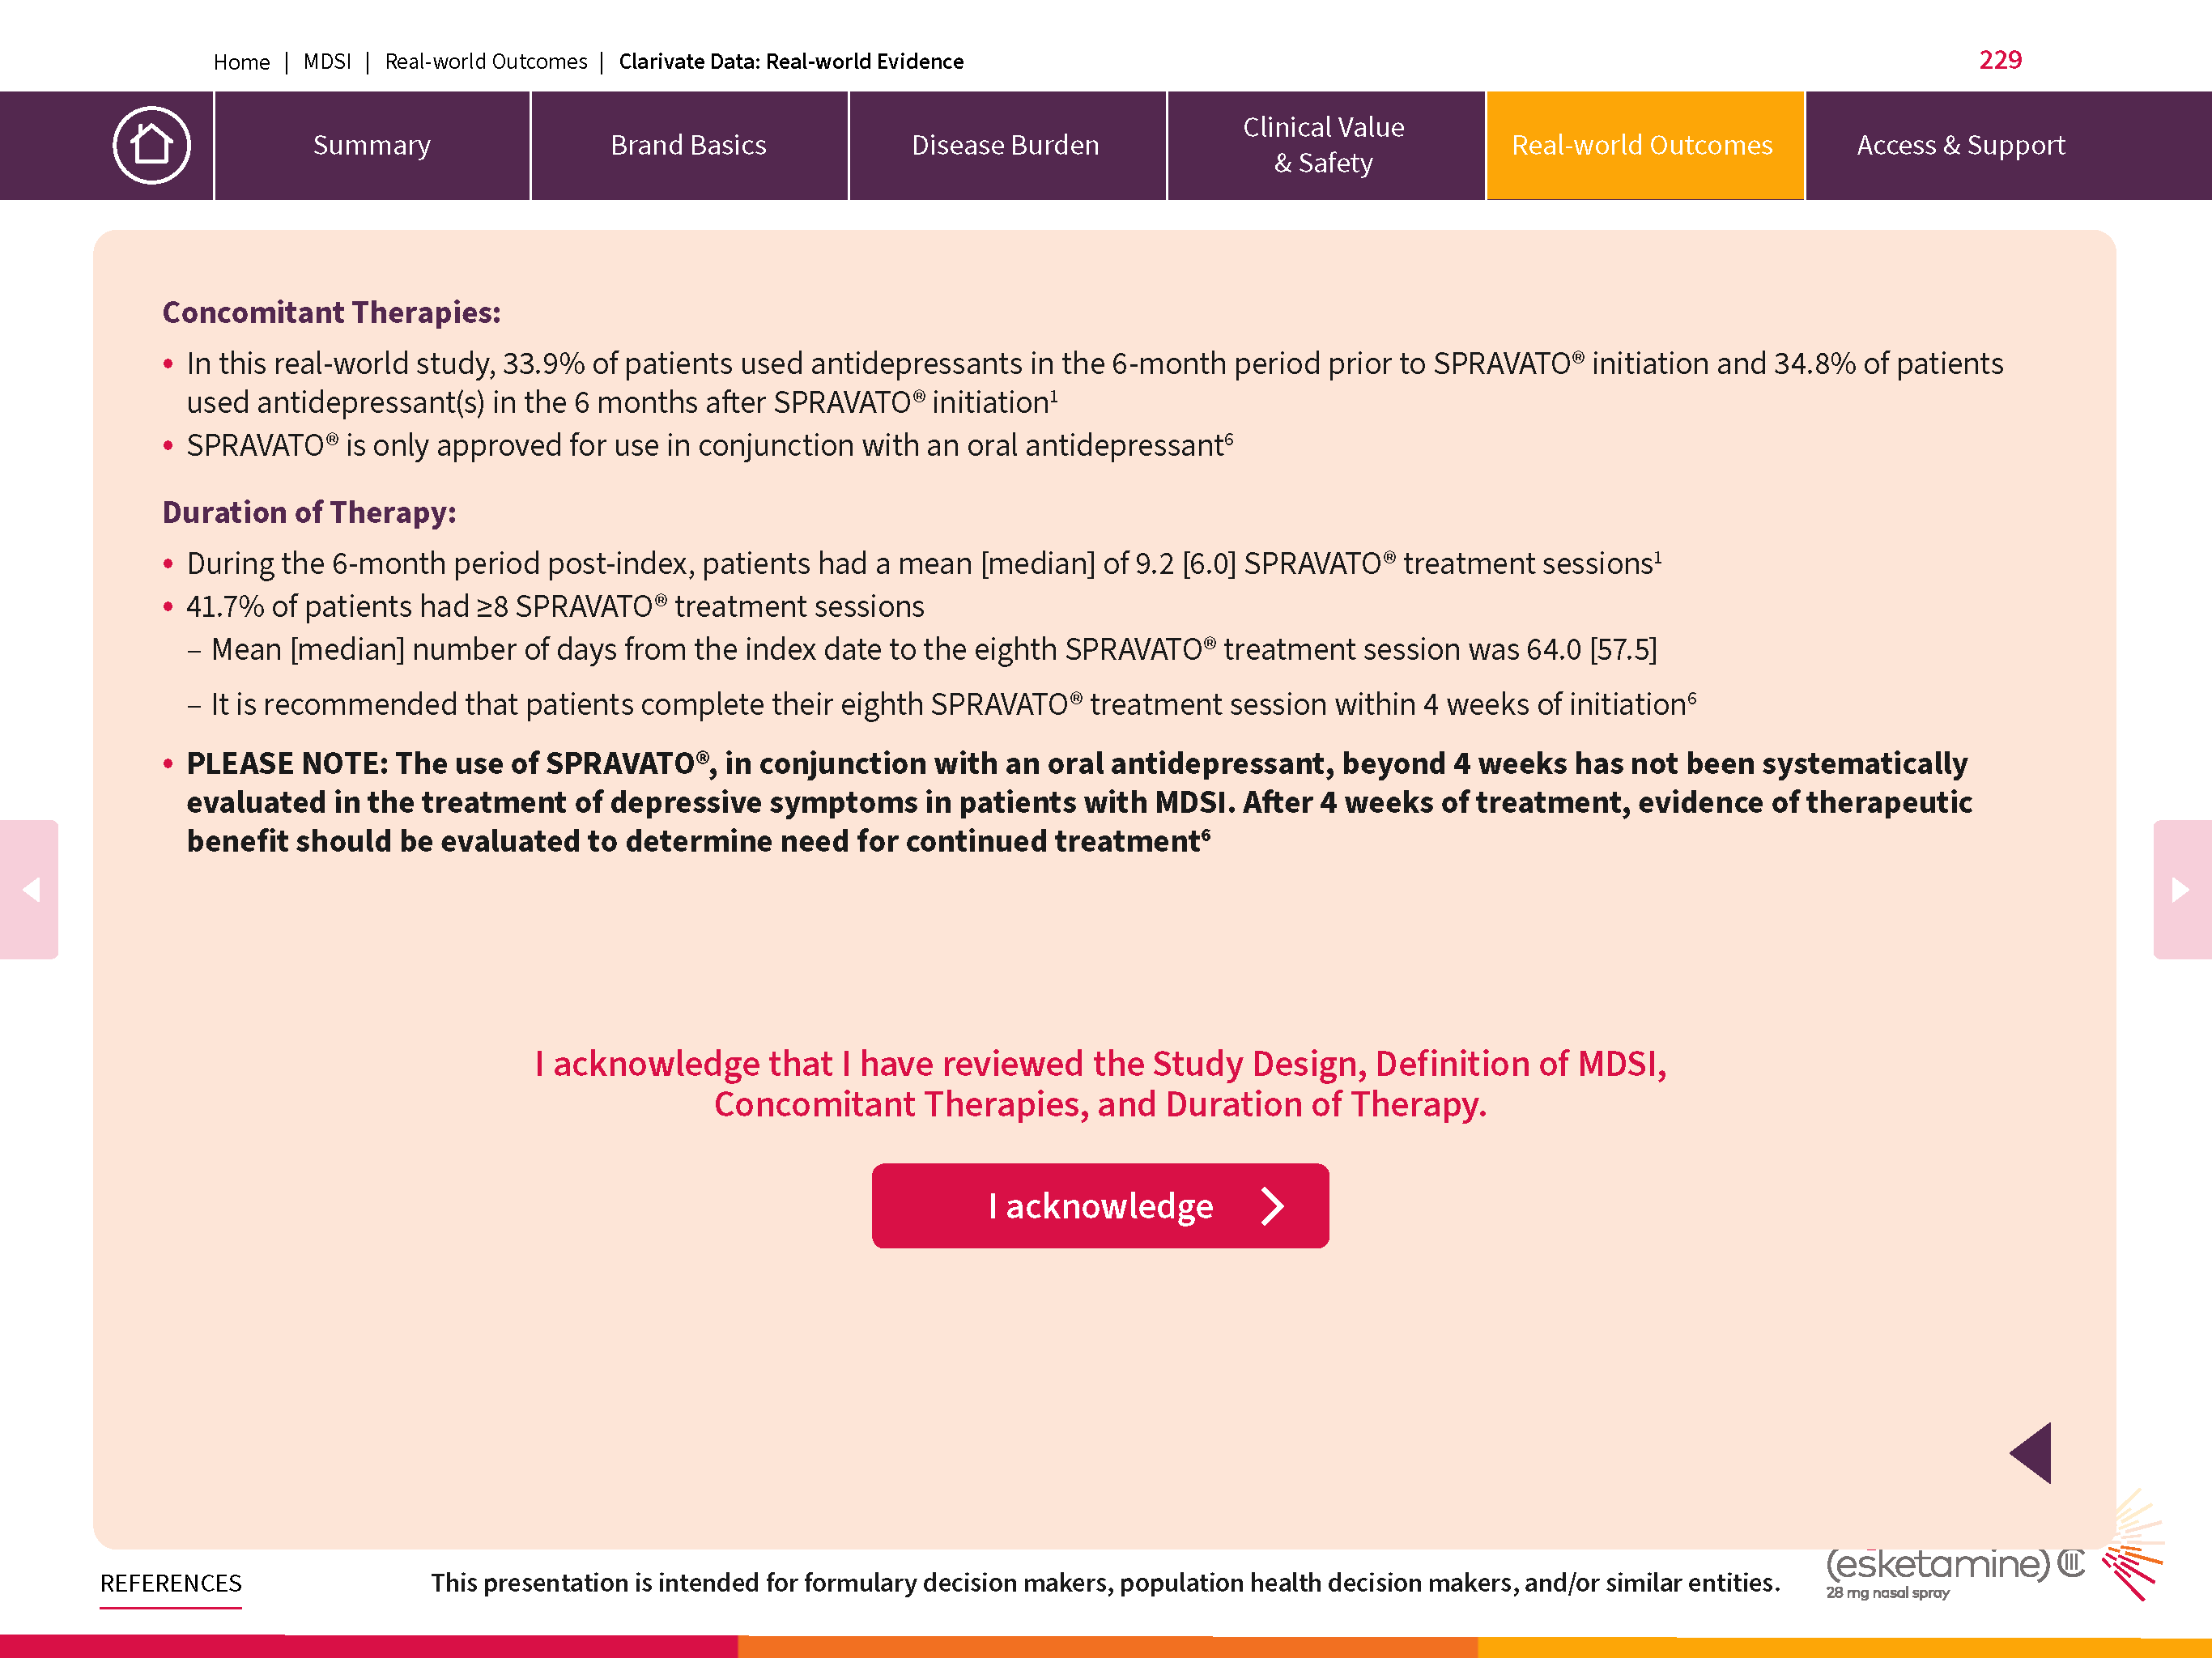 Home | MDSI | Real-world Outcomes | Clarivate Data: Real-world Evidence
229
Summary
Brand Basics
Disease Burden
Clinical Value
& Safety
Real-world Outcomes
Access & Support
Concomitant Therapies:
• In this real-world study, 33.9% of patients used antidepressants in the 6-month period prior to SPRAVATO® initiation and 34.8% of patients
used antidepressant(s) in the 6 months after SPRAVATO® initiation¹
• SPRAVATO® is only approved for use in conjunction with an oral antidepressant⁶
Duration of Therapy:
• During the 6-month period post-index, patients had a mean [median] of 9.2 [6.0] SPRAVATO® treatment sessions¹
• 41.7% of patients had ≥8 SPRAVATO® treatment sessions
– Mean [median] number of days from the index date to the eighth SPRAVATO® treatment session was 64.0 [57.5]
– It is recommended that patients complete their eighth SPRAVATO® treatment session within 4 weeks of initiation⁶
• PLEASE NOTE: The use of SPRAVATO®, in conjunction with an oral antidepressant, beyond 4 weeks has not been systematically
evaluated in the treatment of depressive symptoms in patients with MDSI. After 4 weeks of treatment, evidence of therapeutic
benefit should be evaluated to determine need for continued treatment⁶
I acknowledge that I have reviewed the Study Design, Definition of MDSI,
Concomitant Therapies, and Duration of Therapy.
I acknowledge
REFERENCES
This presentation is intended for formulary decision makers, population health decision makers, and/or similar entities.
(esketamine) CIII
28 mg nasal spray